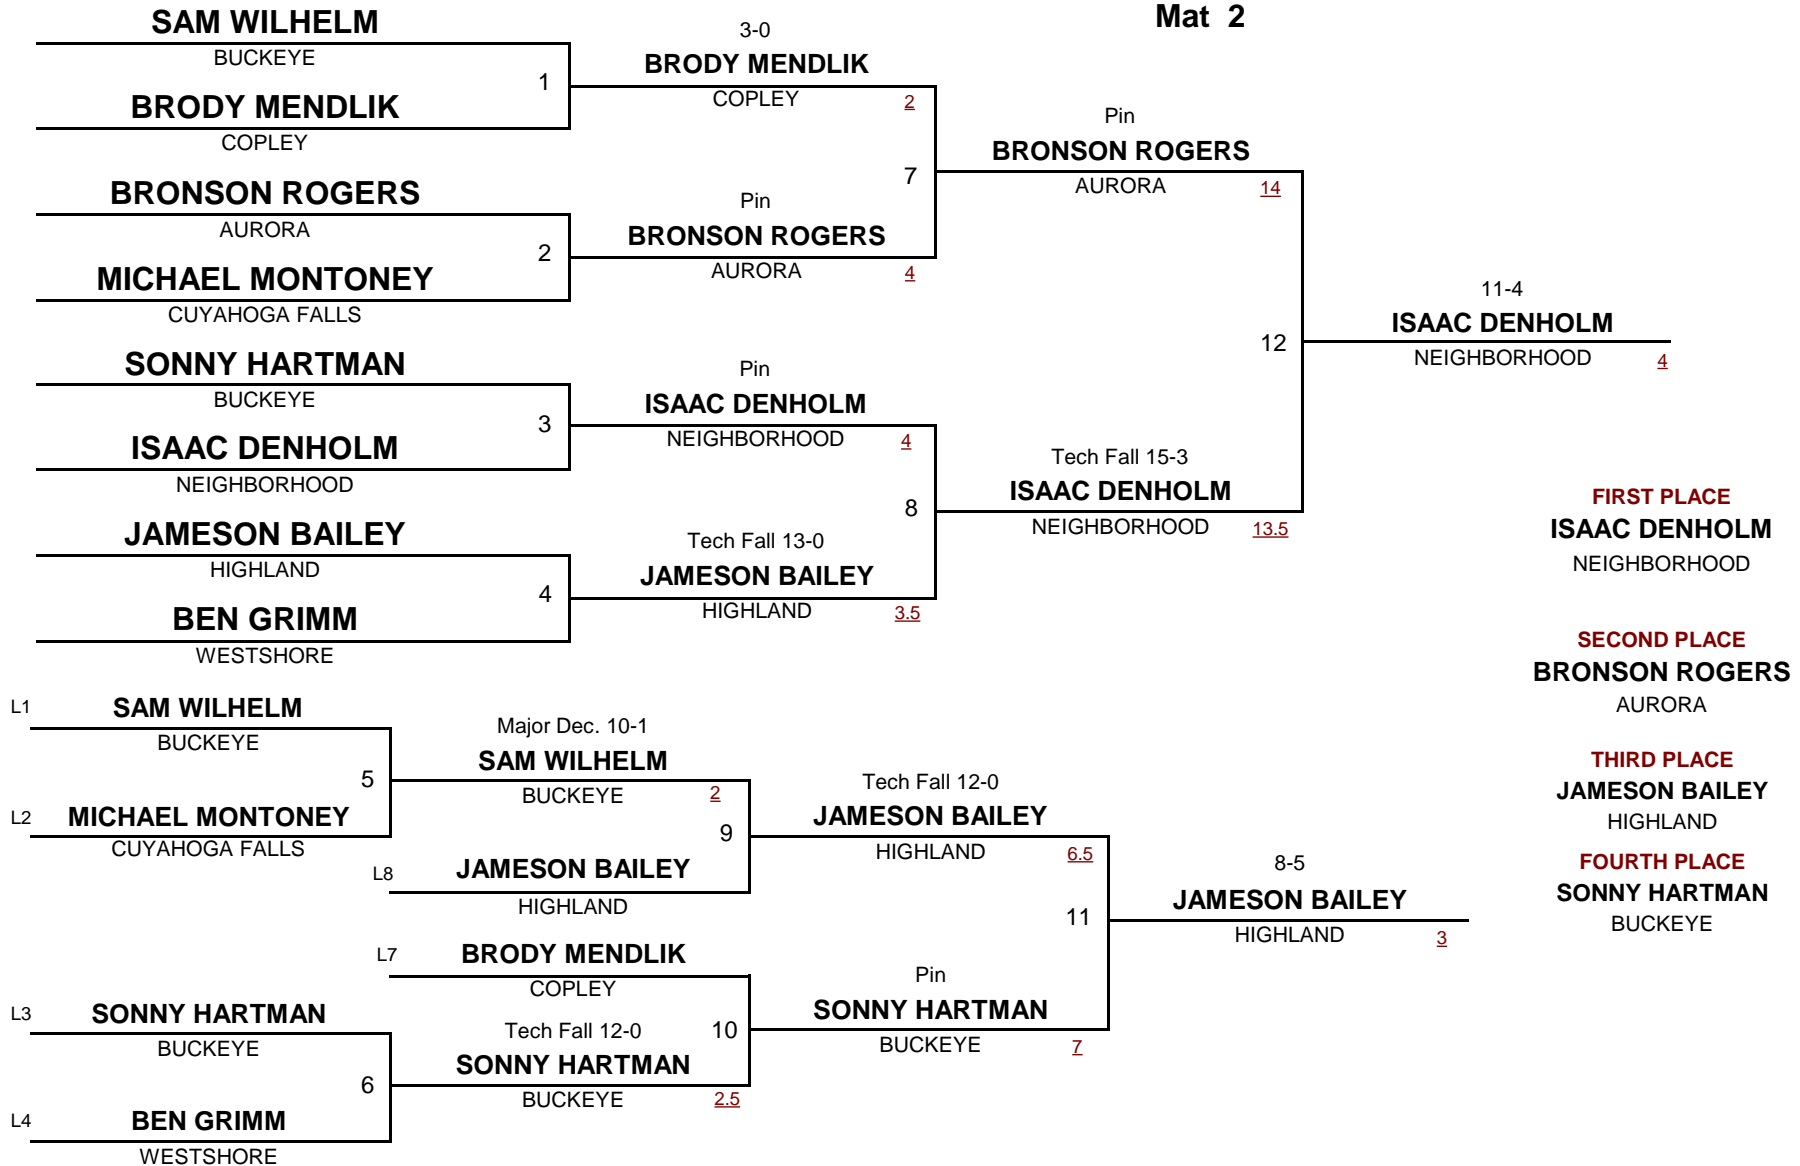 Mat 2
SAM WILHELM
BUCKEYE
1
BRODY MENDLIK
COPLEY
BRONSON ROGERS
AURORA
2
MICHAEL MONTONEY
CUYAHOGA FALLS
SONNY HARTMAN
BUCKEYE
3
ISAAC DENHOLM
NEIGHBORHOOD
JAMESON BAILEY
HIGHLAND
4
BEN GRIMM
WESTSHORE
3-0
BRODY MENDLIK
COPLEY 2
7
Pin
BRONSON ROGERS
AURORA 4
Pin
ISAAC DENHOLM
NEIGHBORHOOD 4
8
Tech Fall 13-0
JAMESON BAILEY
HIGHLAND 3.5
Pin
BRONSON ROGERS
AURORA 14
12
Tech Fall 15-3
ISAAC DENHOLM
NEIGHBORHOOD 13.5
11-4
ISAAC DENHOLM
NEIGHBORHOOD 4
FIRST PLACE
ISAAC DENHOLM
NEIGHBORHOOD
SECOND PLACE
BRONSON ROGERS
AURORA
THIRD PLACE
JAMESON BAILEY
HIGHLAND
FOURTH PLACE
SONNY HARTMAN
BUCKEYE
L1 SAM WILHELM
BUCKEYE
5
L2 MICHAEL MONTONEY
CUYAHOGA FALLS
L3 SONNY HARTMAN
BUCKEYE
6
L4 BEN GRIMM
WESTSHORE
Major Dec. 10-1
SAM WILHELM
BUCKEYE 2
9
L8 JAMESON BAILEY
HIGHLAND
L7 BRODY MENDLIK
COPLEY
10
Tech Fall 12-0
SONNY HARTMAN
BUCKEYE 2.5
Tech Fall 12-0
JAMESON BAILEY
HIGHLAND 6.5
11
Pin
SONNY HARTMAN
BUCKEYE 7
8-5
JAMESON BAILEY
HIGHLAND 3